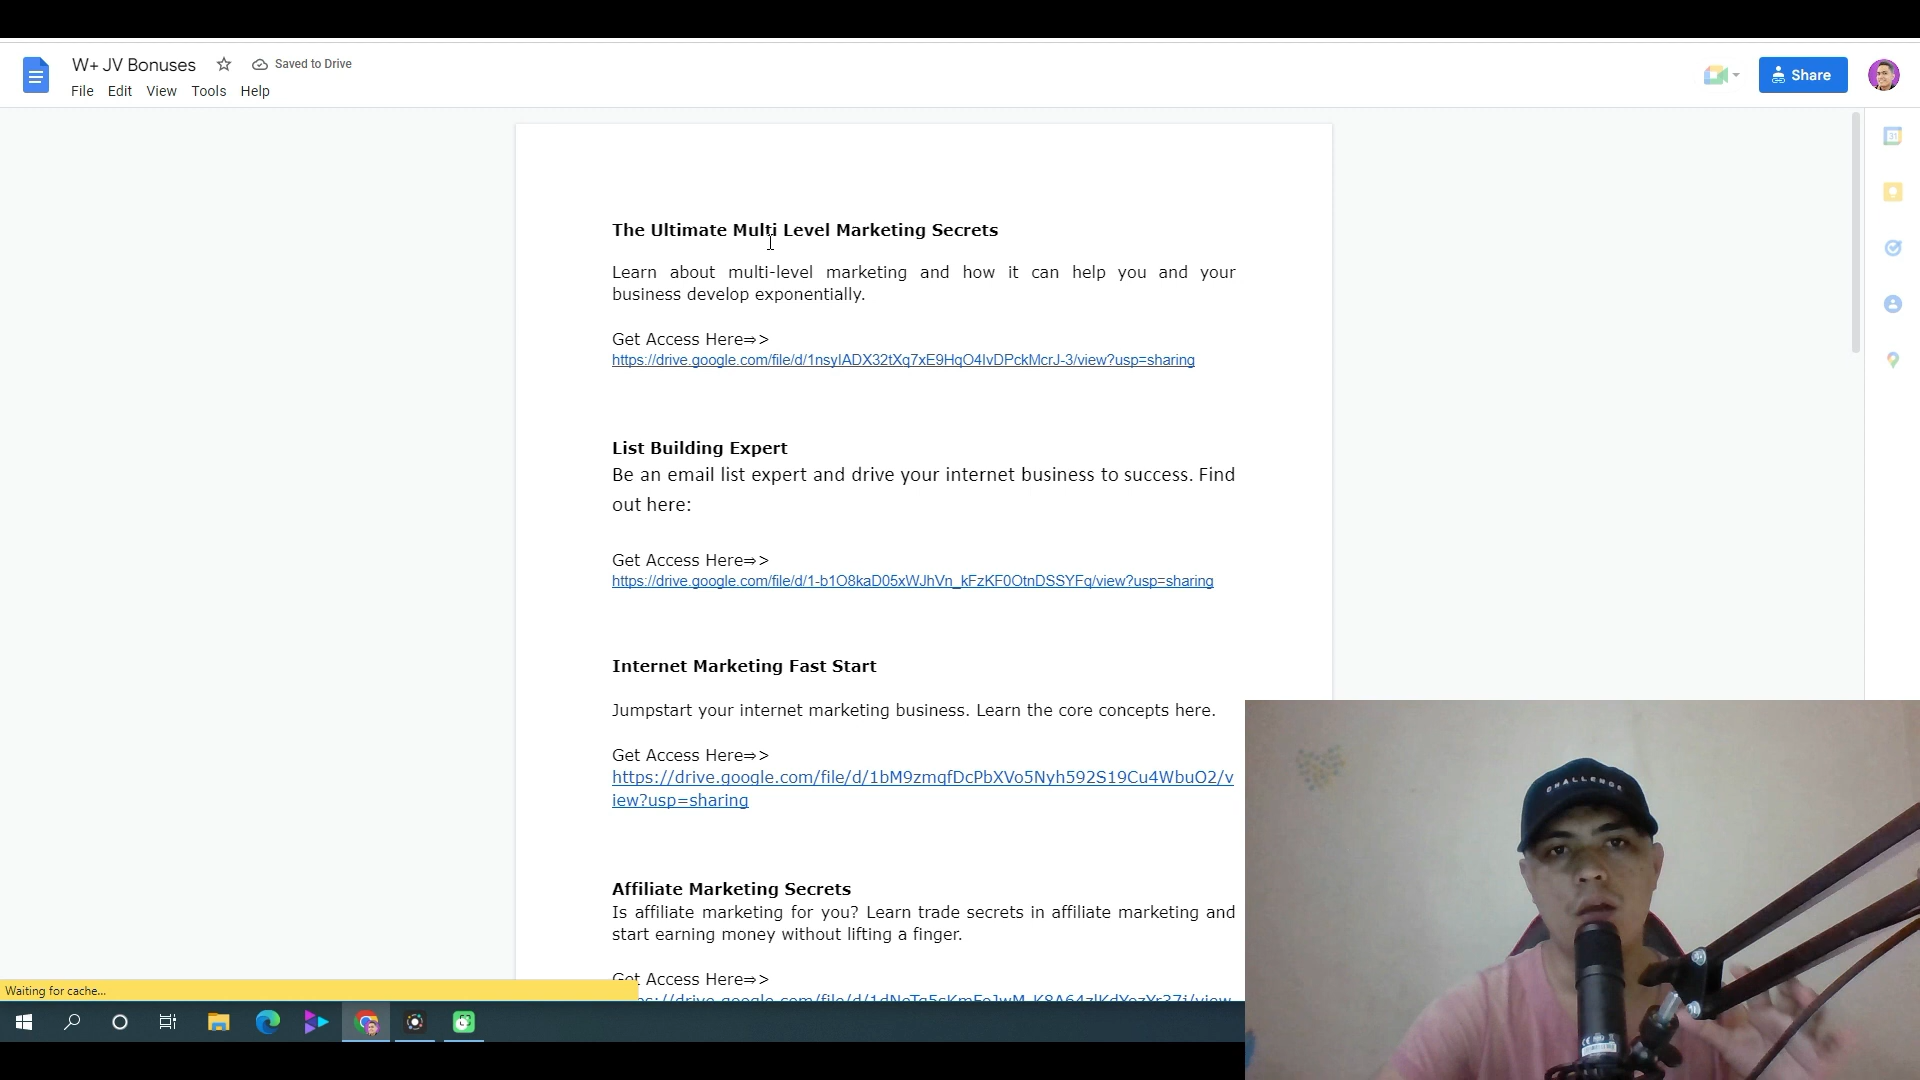 W+ JV Bonuses
Saved to Drive
File Edit View Tools Help
Share
31
The Ultimate Multi Level Marketing Secrets
Learn about multi-level marketing and how it can help you and your
business develop exponentially.
Get Access Here⇒>
https://drive.google.com/file/d/1nsylADX32tXq7xE9HqO4IvDPckMcrJ-3/view?usp=sharing
List Building Expert
Be an email list expert and drive your internet business to success. Find
out here:
Get Access Here⇒>
https://drive.google.com/file/d/1-b1O8kaD05xWJhVn_kFzKF0OtnDSSYFq/view?usp=sharing
Internet Marketing Fast Start
Jumpstart your internet marketing business. Learn the core concepts here.
Get Access Here⇒>
https://drive.google.com/file/d/1bM9zmqfDcPbXVo5Nyh592S19Cu4WbuO2/v
iew?usp=sharing
Affiliate Marketing Secrets
Is affiliate marketing for you? Learn trade secrets in affiliate marketing and
start earning money without lifting a finger.
Get Access Here⇒>
Waiting for cache...
CHALLENGE